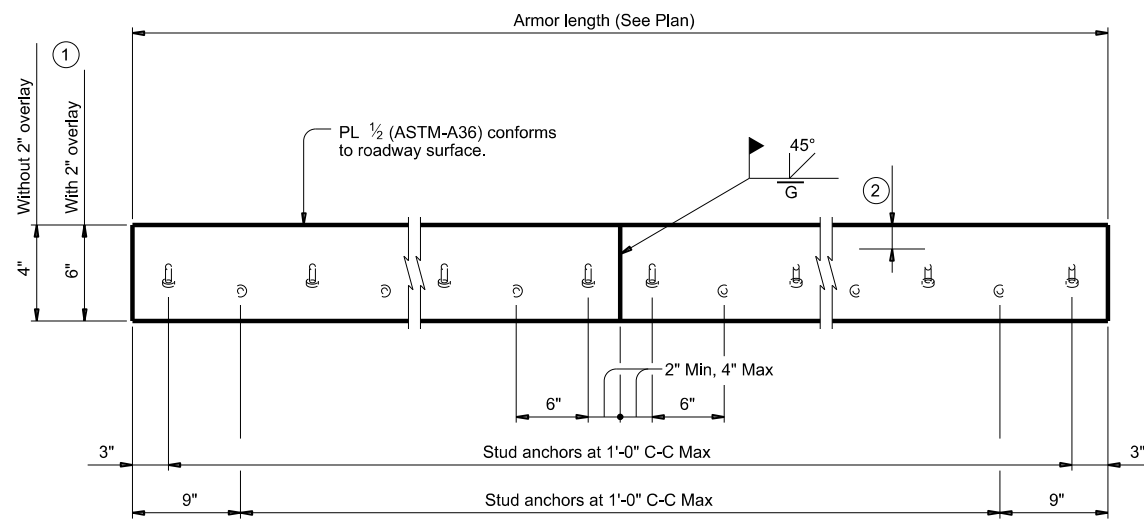 Armor length (See Plan)
1
Without 2" overlay
With 2" overlay
PL ½ (ASTM-A36) conforms
to roadway surface.
45°
G
2
4"
6"
2" Min, 4" Max
6"
6"
3"
Stud anchors at 1'-0" C-C Max
3"
9"
Stud anchors at 1'-0" C-C Max
9"